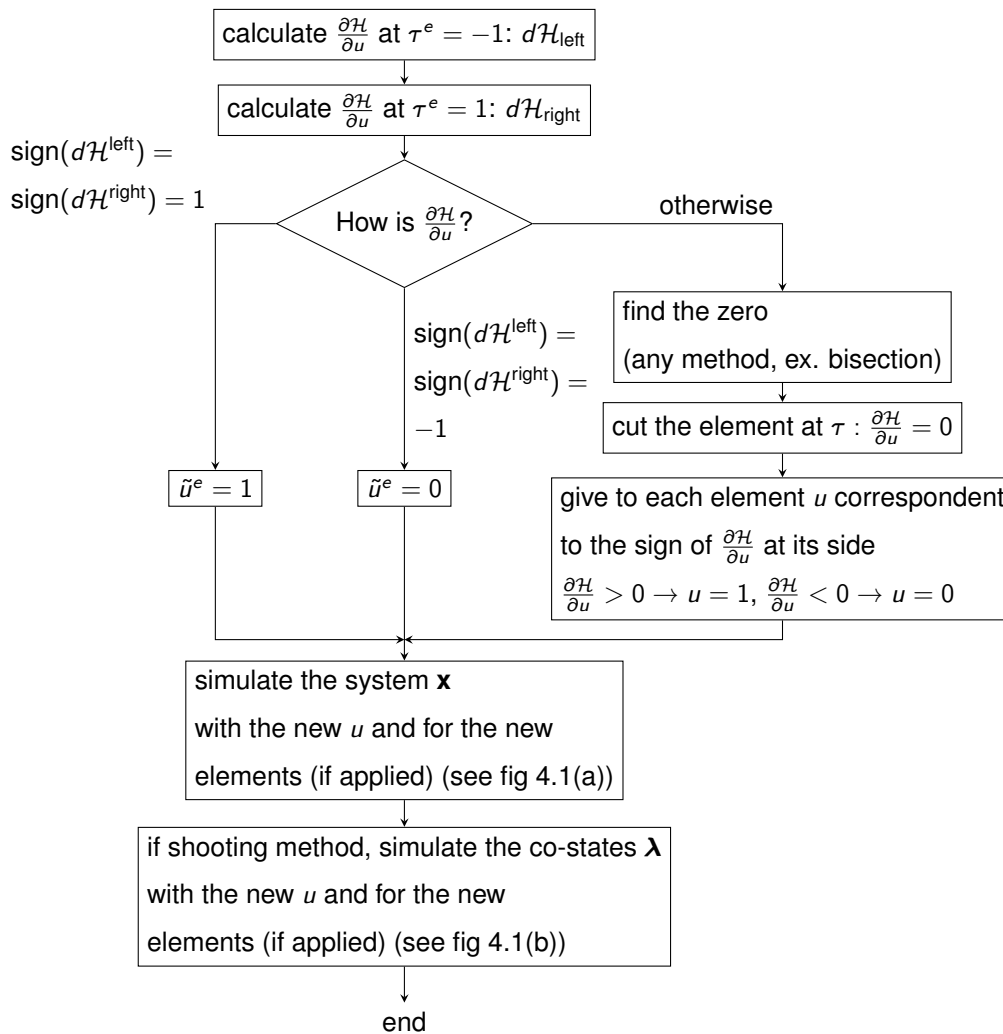 calculate ∂ℋ/∂u at τᵉ = −1: dℋ_left
calculate ∂ℋ/∂u at τᵉ = 1: dℋ_right
sign(dℋ^left) =
sign(dℋ^right) = 1
How is ∂ℋ/∂u?
otherwise
sign(dℋ^left) =
sign(dℋ^right) =
−1
find the zero
(any method, ex. bisection)
cut the element at τ : ∂ℋ/∂u = 0
ũᵉ = 1
ũᵉ = 0
give to each element u correspondent
to the sign of ∂ℋ/∂u at its side
∂ℋ/∂u > 0 → u = 1, ∂ℋ/∂u < 0 → u = 0
simulate the system x
with the new u and for the new
elements (if applied) (see fig 4.1(a))
if shooting method, simulate the co-states λ
with the new u and for the new
elements (if applied) (see fig 4.1(b))
end